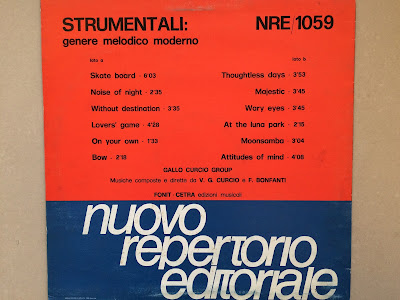 STRUMENTALI: NRE 1059
genere melodico moderno
lato a
Skate board - 6'03
Noise of night - 2'35
Without destination - 3'35
Lovers' game - 4'28
On your own - 1'33
Bow - 2'18
lato b
Thoughtless days - 3'53
Majestic - 3'45
Wary eyes - 3'45
At the luna park - 2'15
Moonsomba - 3'04
Attitudes of mind - 4'06
GALLO CURCIO GROUP
Musiche composte e dirette da V. G. CURCIO e F. BONFANTI
FONIT-CETRA edizioni musicali
nuovo
repertorio
editoriale